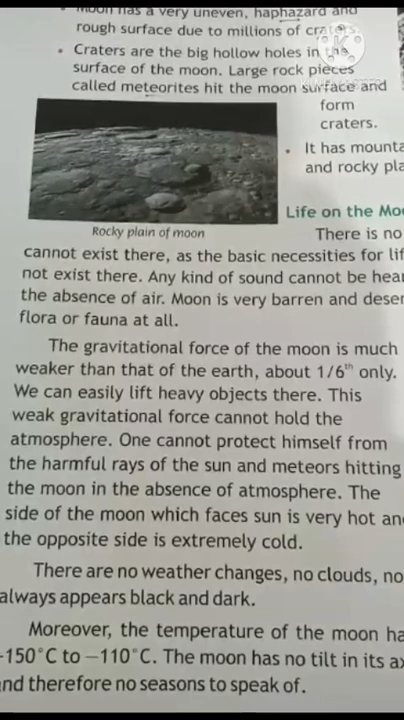 Moon has a very uneven, haphazard and
rough surface due to millions of craters.
• Craters are the big hollow holes in the
surface of the moon. Large rock pieces
called meteorites hit the moon surface and
form
craters.
• It has
and rocky
Rocky plain of moon
Life on the
There is no
cannot exist there, as the basic necessities for
not exist there. Any kind of sound cannot be
the absence of air. Moon is very barren and
flora or fauna at all.
The gravitational force of the moon is much
weaker than that of the earth, about 1/6th only.
We can easily lift heavy objects there. This
weak gravitational force cannot hold the
atmosphere. One cannot protect himself from
the harmful rays of the sun and meteors hitting
the moon in the absence of atmosphere. The
side of the moon which faces sun is very hot and
the opposite side is extremely cold.
There are no weather changes, no clouds, no
always appears black and dark.
Moreover, the temperature of the moon
-150°C to −110°C. The moon has no tilt in its
and therefore no seasons to speak of.